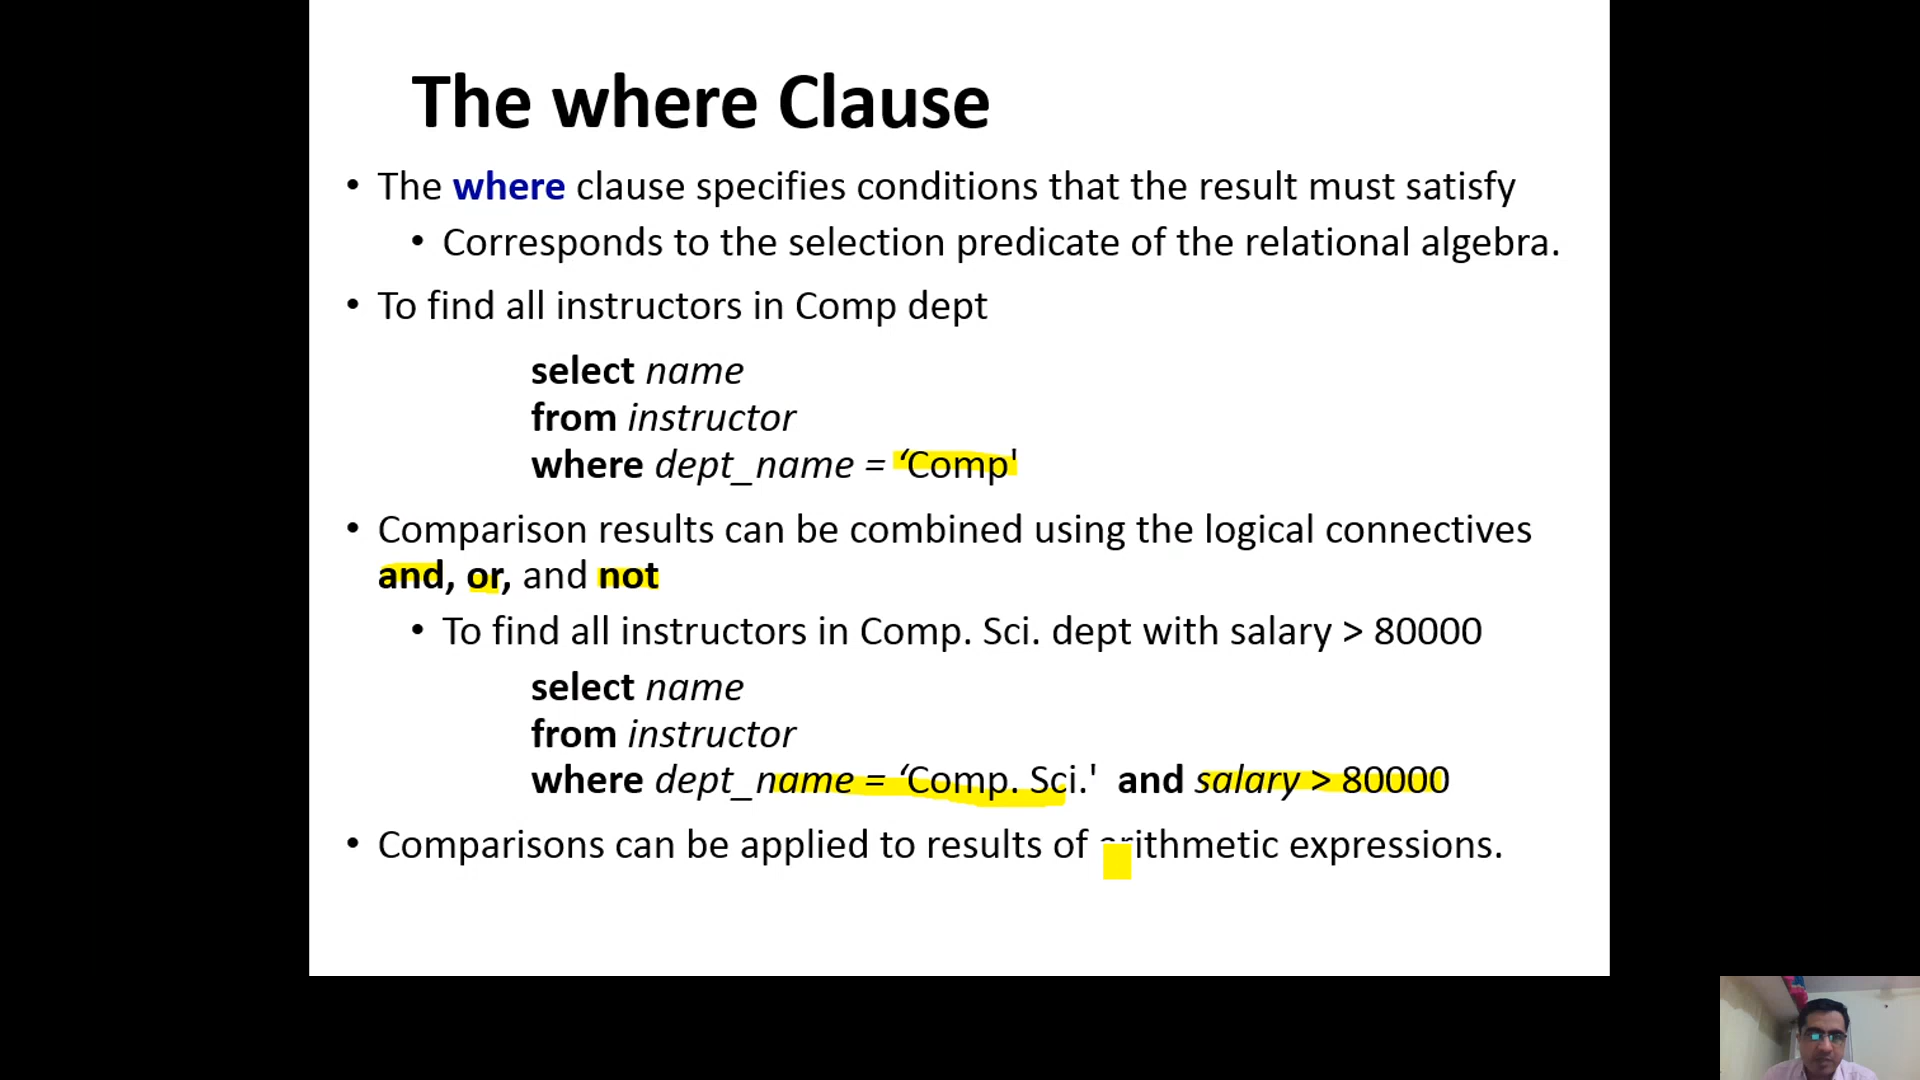 The where Clause
• The where clause specifies conditions that the result must satisfy
• Corresponds to the selection predicate of the relational algebra.
• To find all instructors in Comp dept
select name
from instructor
where dept_name = ‘Comp'
• Comparison results can be combined using the logical connectives
and, or, and not
• To find all instructors in Comp. Sci. dept with salary > 80000
select name
from instructor
where dept_name = ‘Comp. Sci.' and salary > 80000
• Comparisons can be applied to results of arithmetic expressions.